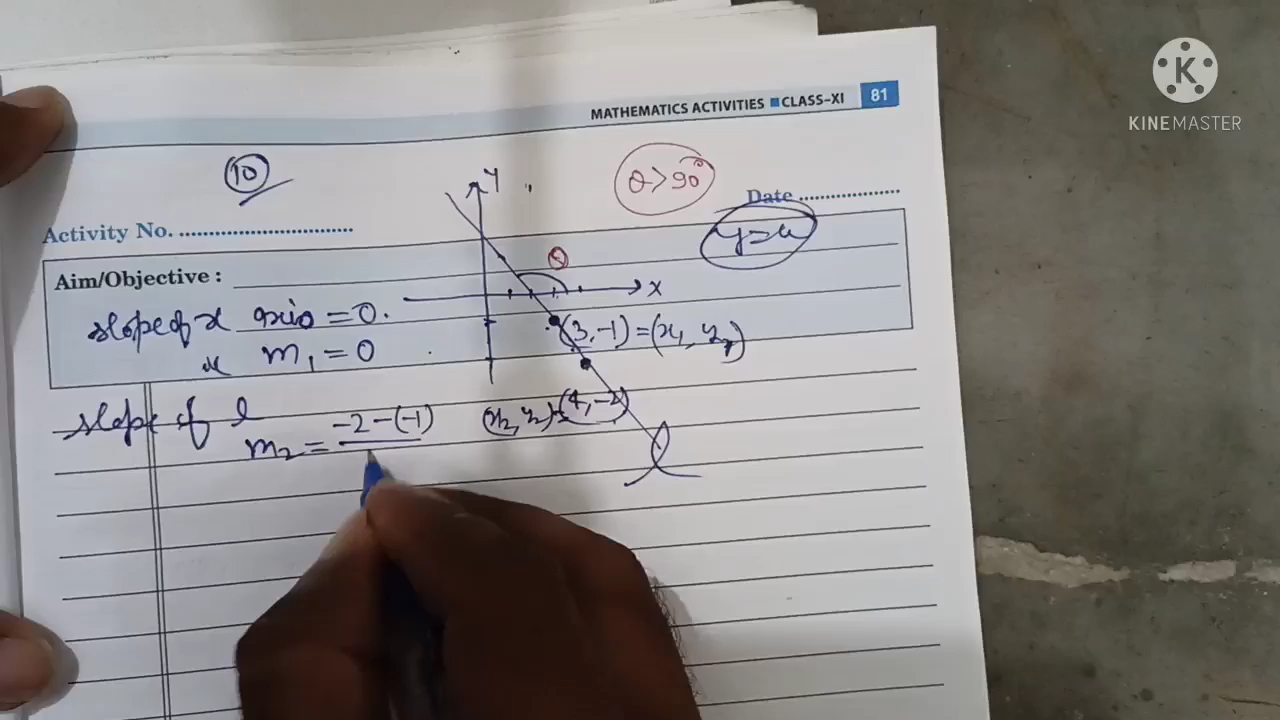 MATHEMATICS ACTIVITIES ■ CLASS-XI 81
10
Y
θ > 90°
Date
Activity No.
Aim/Objective :
θ
X
slope of x axis = 0.
m₁ = 0
(3, -1) = (x₁, y₁)
slope of l
m₂ = -2 - (-1)
(x₂, y₂) = (4, -2)
l
KINEMASTER